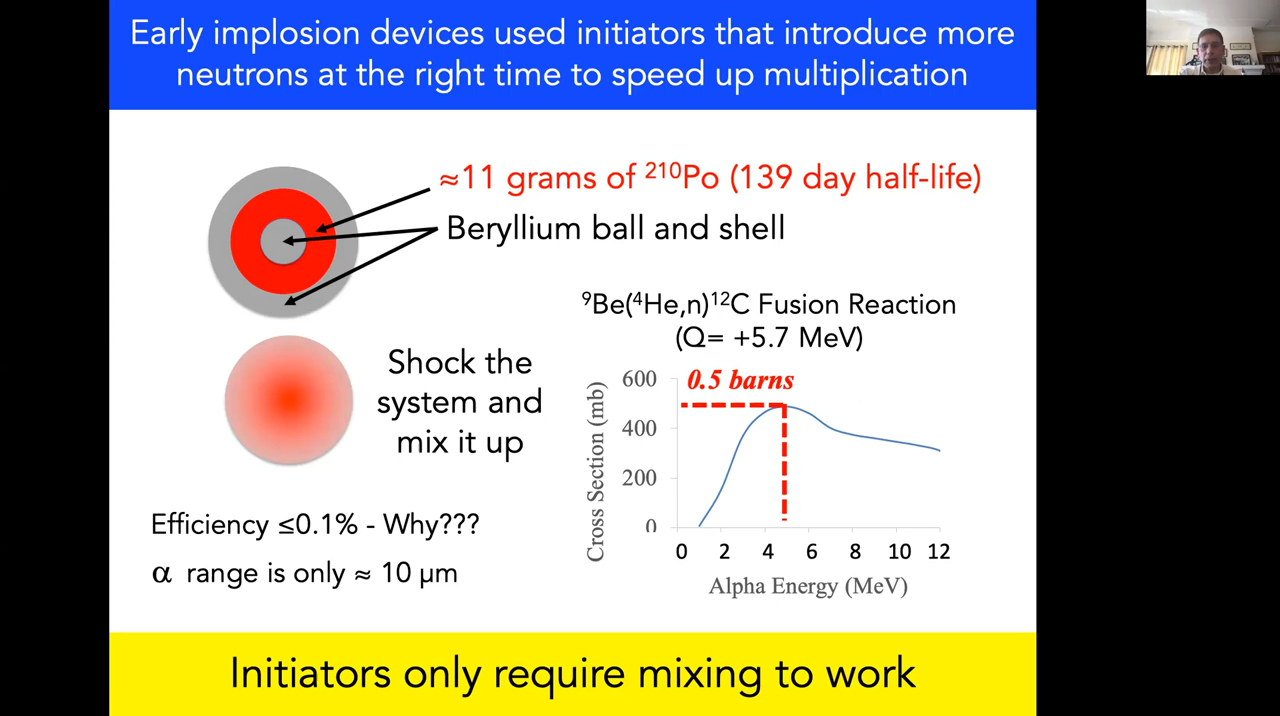 Early implosion devices used initiators that introduce more
neutrons at the right time to speed up multiplication
≈11 grams of ²¹⁰Po (139 day half-life)
Beryllium ball and shell
⁹Be(⁴He,n)¹²C Fusion Reaction
(Q= +5.7 MeV)
Shock the
system and
mix it up
Cross Section (mb)
600
400
200
0
0.5 barns
0 2 4 6 8 10 12
Alpha Energy (MeV)
Efficiency ≤0.1% - Why???
α range is only ≈ 10 μm
Initiators only require mixing to work